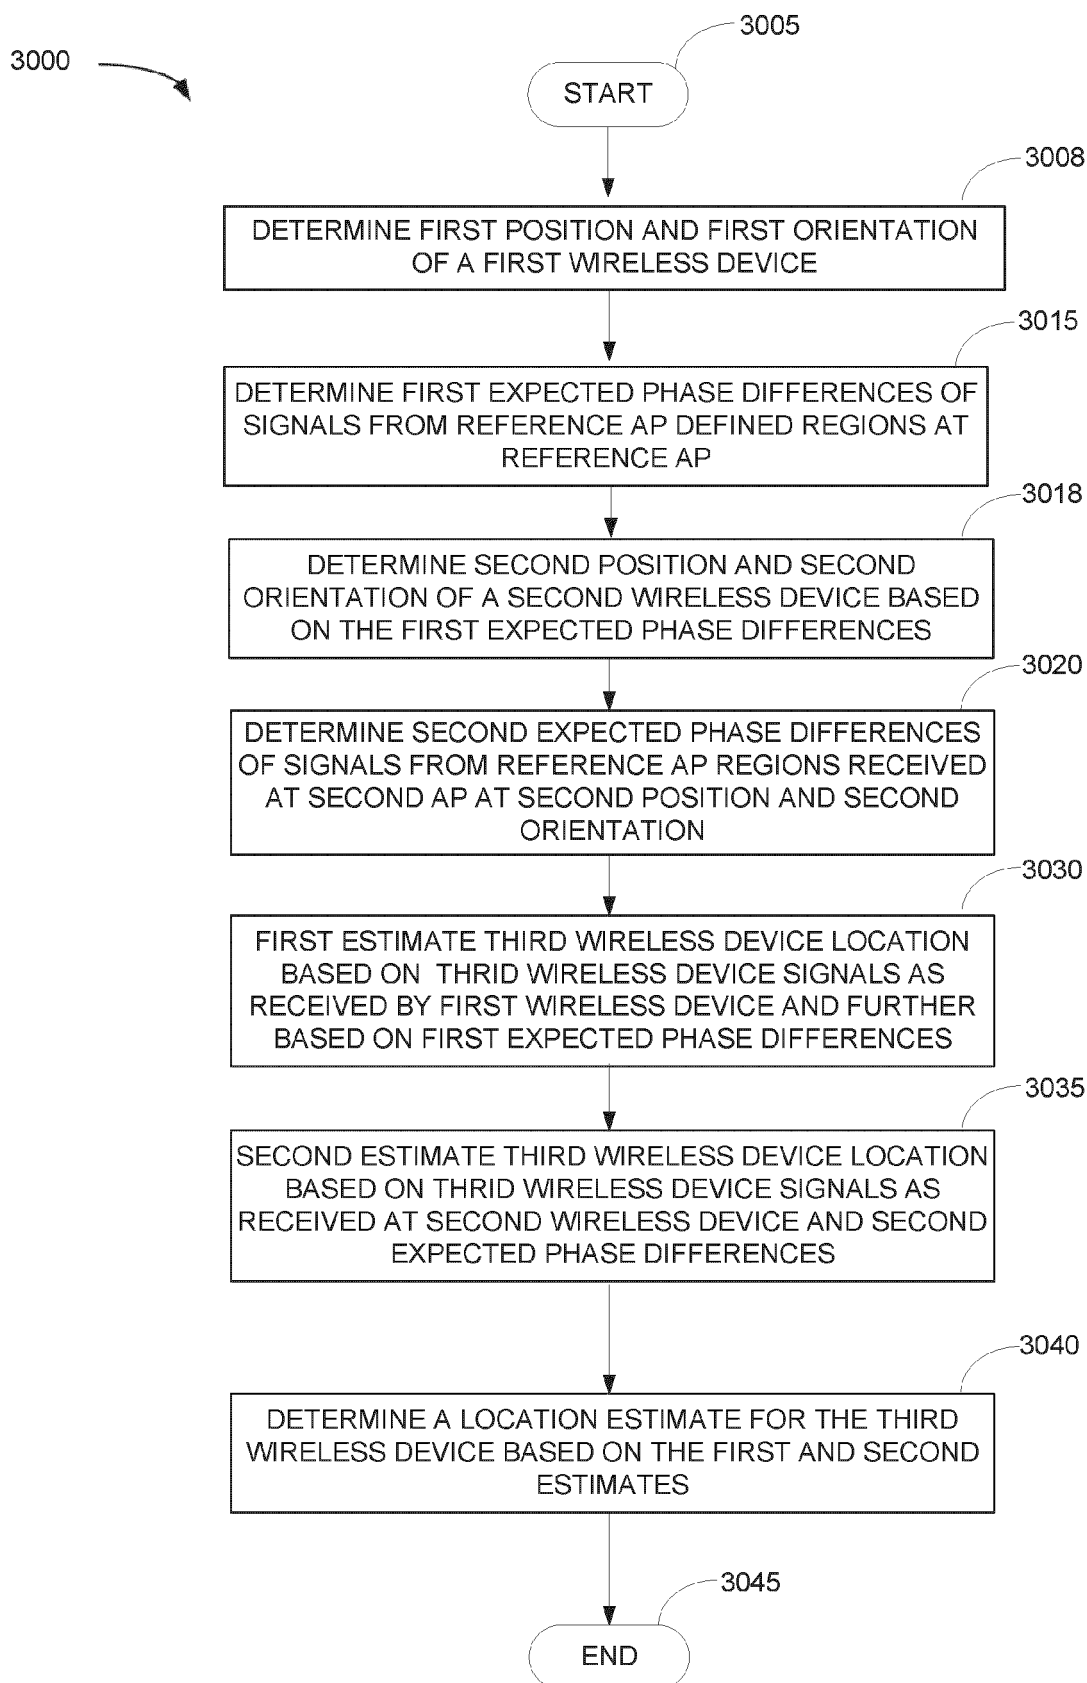 3000
3005
START
3008
DETERMINE FIRST POSITION AND FIRST ORIENTATION
OF A FIRST WIRELESS DEVICE
3015
DETERMINE FIRST EXPECTED PHASE DIFFERENCES OF
SIGNALS FROM REFERENCE AP DEFINED REGIONS AT
REFERENCE AP
3018
DETERMINE SECOND POSITION AND SECOND
ORIENTATION OF A SECOND WIRELESS DEVICE BASED
ON THE FIRST EXPECTED PHASE DIFFERENCES
3020
DETERMINE SECOND EXPECTED PHASE DIFFERENCES
OF SIGNALS FROM REFERENCE AP REGIONS RECEIVED
AT SECOND AP AT SECOND POSITION AND SECOND
ORIENTATION
3030
FIRST ESTIMATE THIRD WIRELESS DEVICE LOCATION
BASED ON THRID WIRELESS DEVICE SIGNALS AS
RECEIVED BY FIRST WIRELESS DEVICE AND FURTHER
BASED ON FIRST EXPECTED PHASE DIFFERENCES
3035
SECOND ESTIMATE THIRD WIRELESS DEVICE LOCATION
BASED ON THRID WIRELESS DEVICE SIGNALS AS
RECEIVED AT SECOND WIRELESS DEVICE AND SECOND
EXPECTED PHASE DIFFERENCES
3040
DETERMINE A LOCATION ESTIMATE FOR THE THIRD
WIRELESS DEVICE BASED ON THE FIRST AND SECOND
ESTIMATES
3045
END